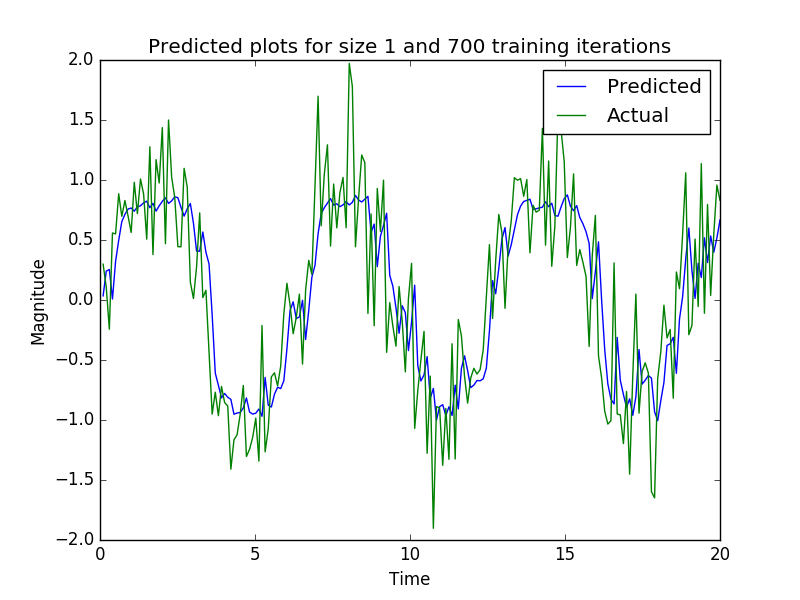 Predicted plots for size 1 and 700 training iterations
Predicted
Actual
2.0
1.5
1.0
0.5
0.0
−0.5
−1.0
−1.5
−2.0
Magnitude
0 5 10 15 20
Time